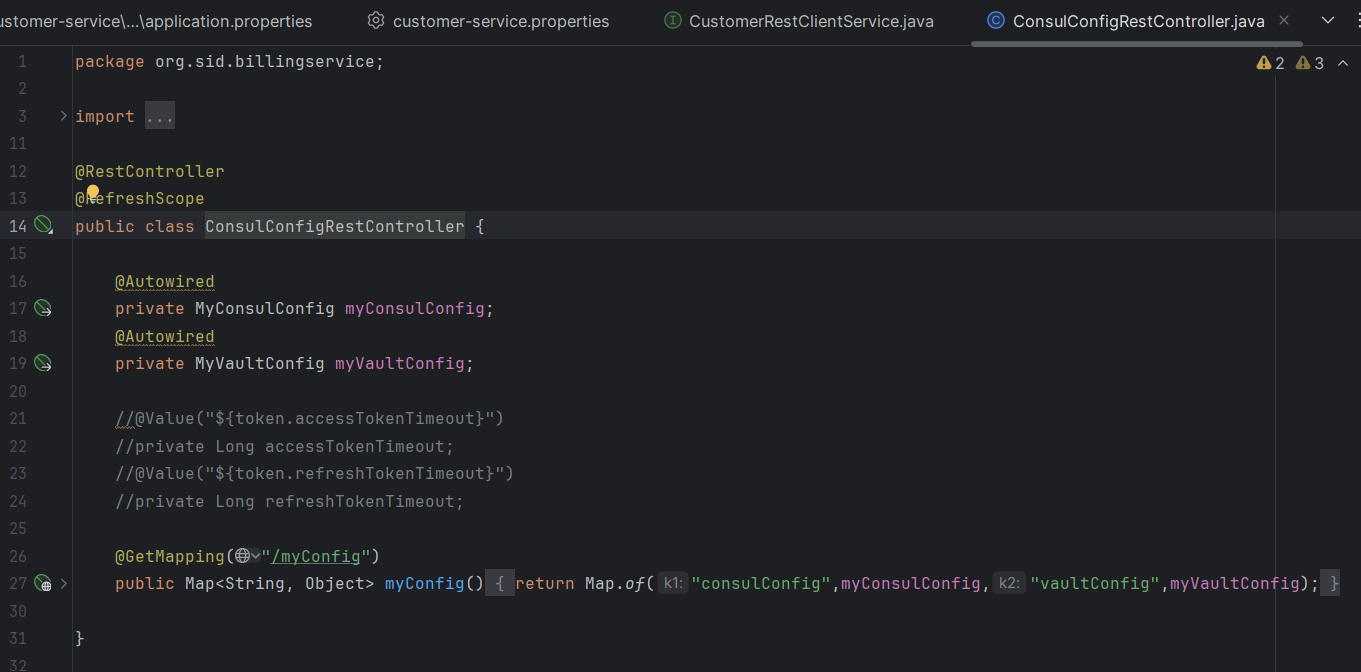 ustomer-service\...\application.properties customer-service.properties CustomerRestClientService.java ConsulConfigRestController.java
1 package org.sid.billingservice; 2 3
2
3 import ...
11
12 @RestController
13 @RefreshScope
14 public class ConsulConfigRestController {
15
16 @Autowired
17 private MyConsulConfig myConsulConfig;
18 @Autowired
19 private MyVaultConfig myVaultConfig;
20
21 //@Value("${token.accessTokenTimeout}")
22 //private Long accessTokenTimeout;
23 //@Value("${token.refreshTokenTimeout}")
24 //private Long refreshTokenTimeout;
25
26 @GetMapping("/myConfig")
27 public Map<String, Object> myConfig() { return Map.of( k1: "consulConfig",myConsulConfig, k2: "vaultConfig",myVaultConfig); }
30
31 }
32